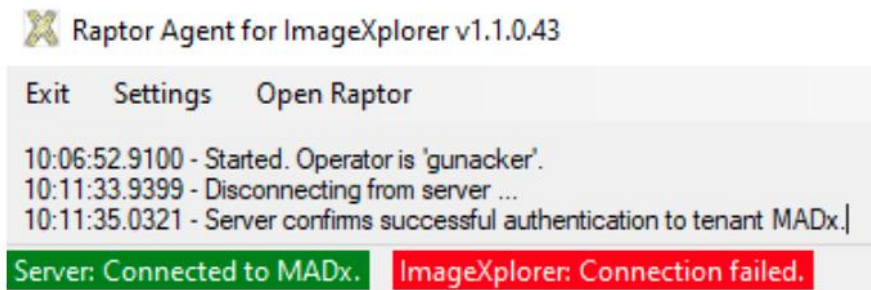 Raptor Agent for ImageXplorer v1.1.0.43
Exit Settings Open Raptor
10:06:52.9100 - Started. Operator is 'gunacker'.
10:11:33.9399 - Disconnecting from server ...
10:11:35.0321 - Server confirms successful authentication to tenant MADx.
Server: Connected to MADx. ImageXplorer: Connection failed.